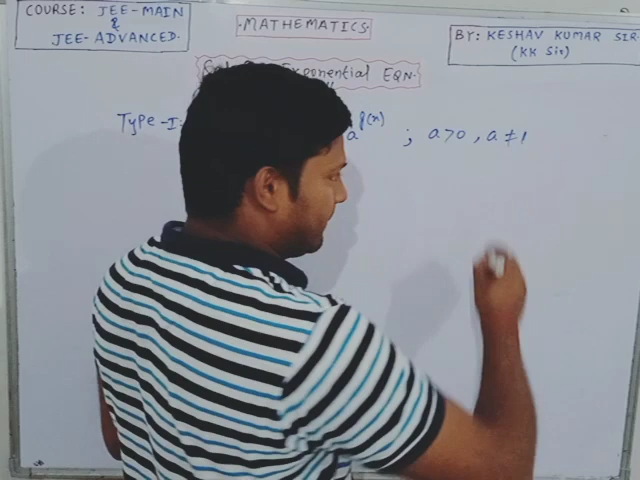 COURSE: JEE-MAIN
&
JEE-ADVANCED.
MATHEMATICS
BY: KESHAV KUMAR SIR
(KK Sir)
Exponential EQN.
Type-I: a^p(x) ; a>0, a≠1